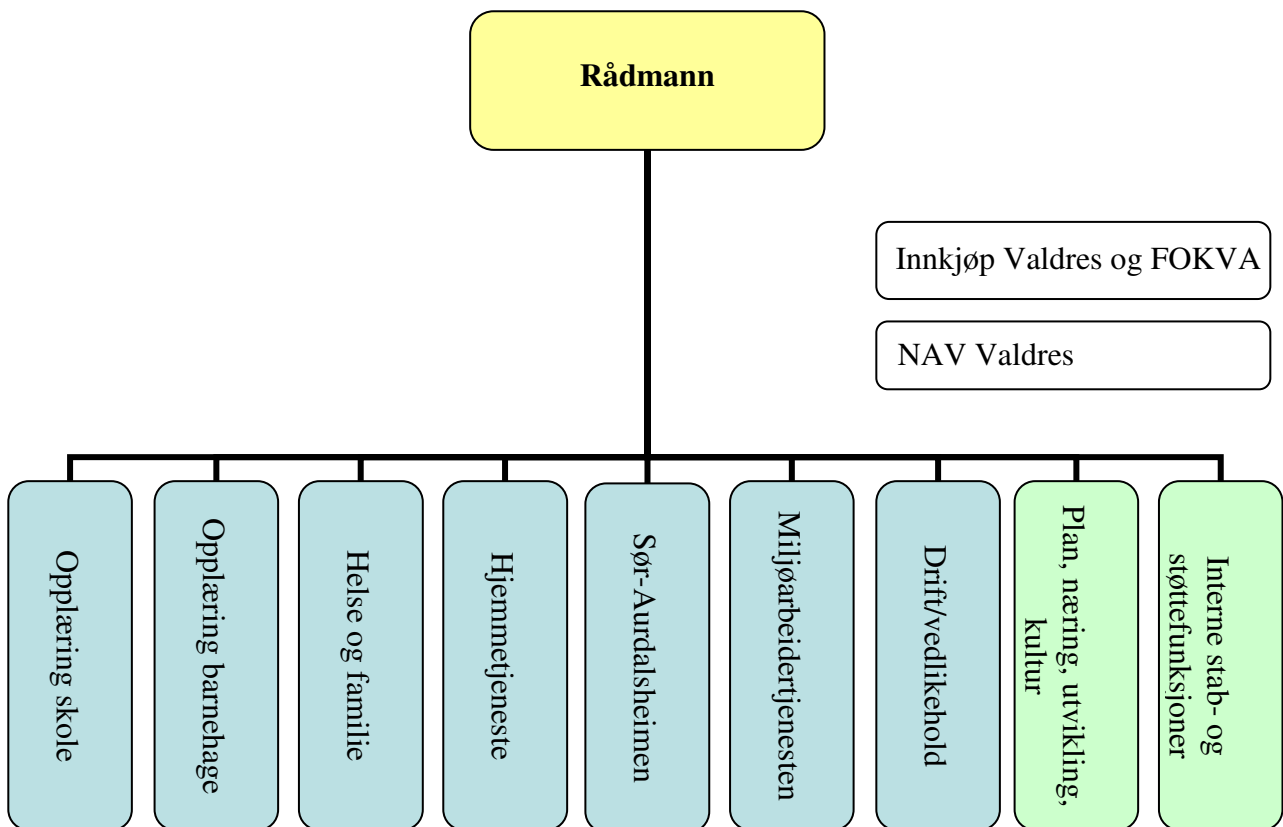 Rådmann
Innkjøp Valdres og FOKVA
NAV Valdres
Opplæring skole
Opplæring barnehage
Helse og familie
Hjemmetjeneste
Sør-Aurdalsheimen
Miljøarbeidertjenesten
Drift/vedlikehold
Plan, næring, utvikling,
kultur
Interne stab- og
støttefunksjoner